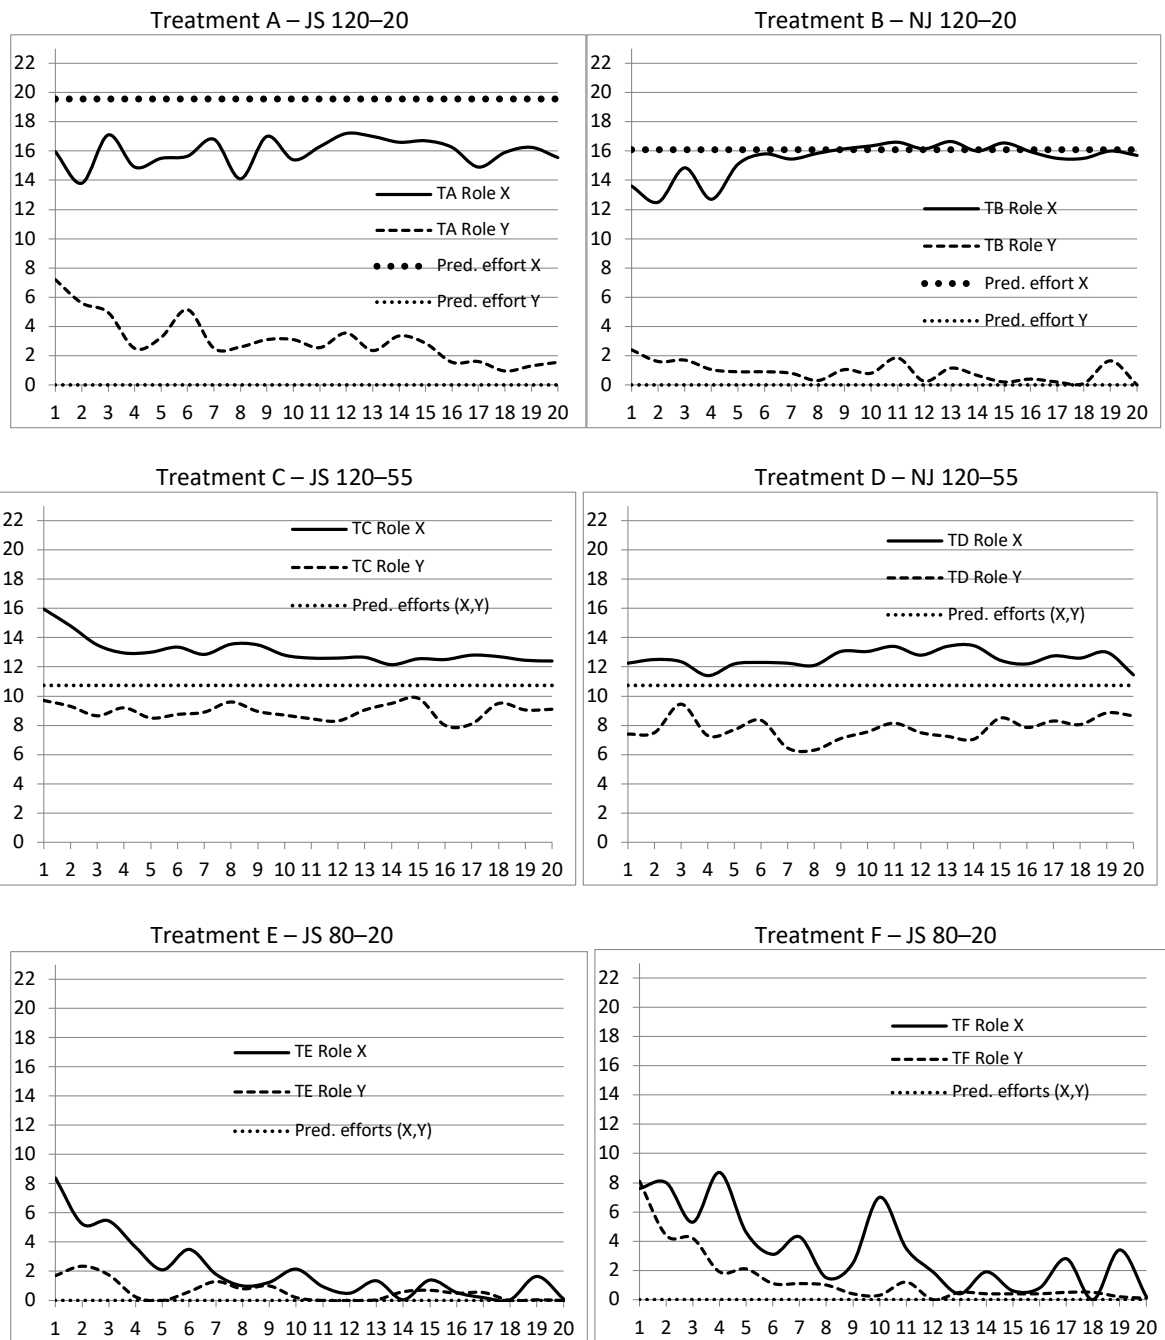 Treatment A – JS 120–20
22
20
18
16
14
12
10
8
6
4
2
0
TA Role X
TA Role Y
Pred. effort X
Pred. effort Y
1 2 3 4 5 6 7 8 9 10 11 12 13 14 15 16 17 18 19 20
Treatment B – NJ 120–20
22
20
18
16
14
12
10
8
6
4
2
0
TB Role X
TB Role Y
Pred. effort X
Pred. effort Y
1 2 3 4 5 6 7 8 9 10 11 12 13 14 15 16 17 18 19 20
Treatment C – JS 120–55
22
20
18
16
14
12
10
8
6
4
2
0
TC Role X
TC Role Y
Pred. efforts (X,Y)
1 2 3 4 5 6 7 8 9 10 11 12 13 14 15 16 17 18 19 20
Treatment D – NJ 120–55
22
20
18
16
14
12
10
8
6
4
2
0
TD Role X
TD Role Y
Pred. efforts (X,Y)
1 2 3 4 5 6 7 8 9 10 11 12 13 14 15 16 17 18 19 20
Treatment E – JS 80–20
22
20
18
16
14
12
10
8
6
4
2
0
TE Role X
TE Role Y
Pred. efforts (X,Y)
1 2 3 4 5 6 7 8 9 10 11 12 13 14 15 16 17 18 19 20
Treatment F – JS 80–20
22
20
18
16
14
12
10
8
6
4
2
0
TF Role X
TF Role Y
Pred. efforts (X,Y)
1 2 3 4 5 6 7 8 9 10 11 12 13 14 15 16 17 18 19 20